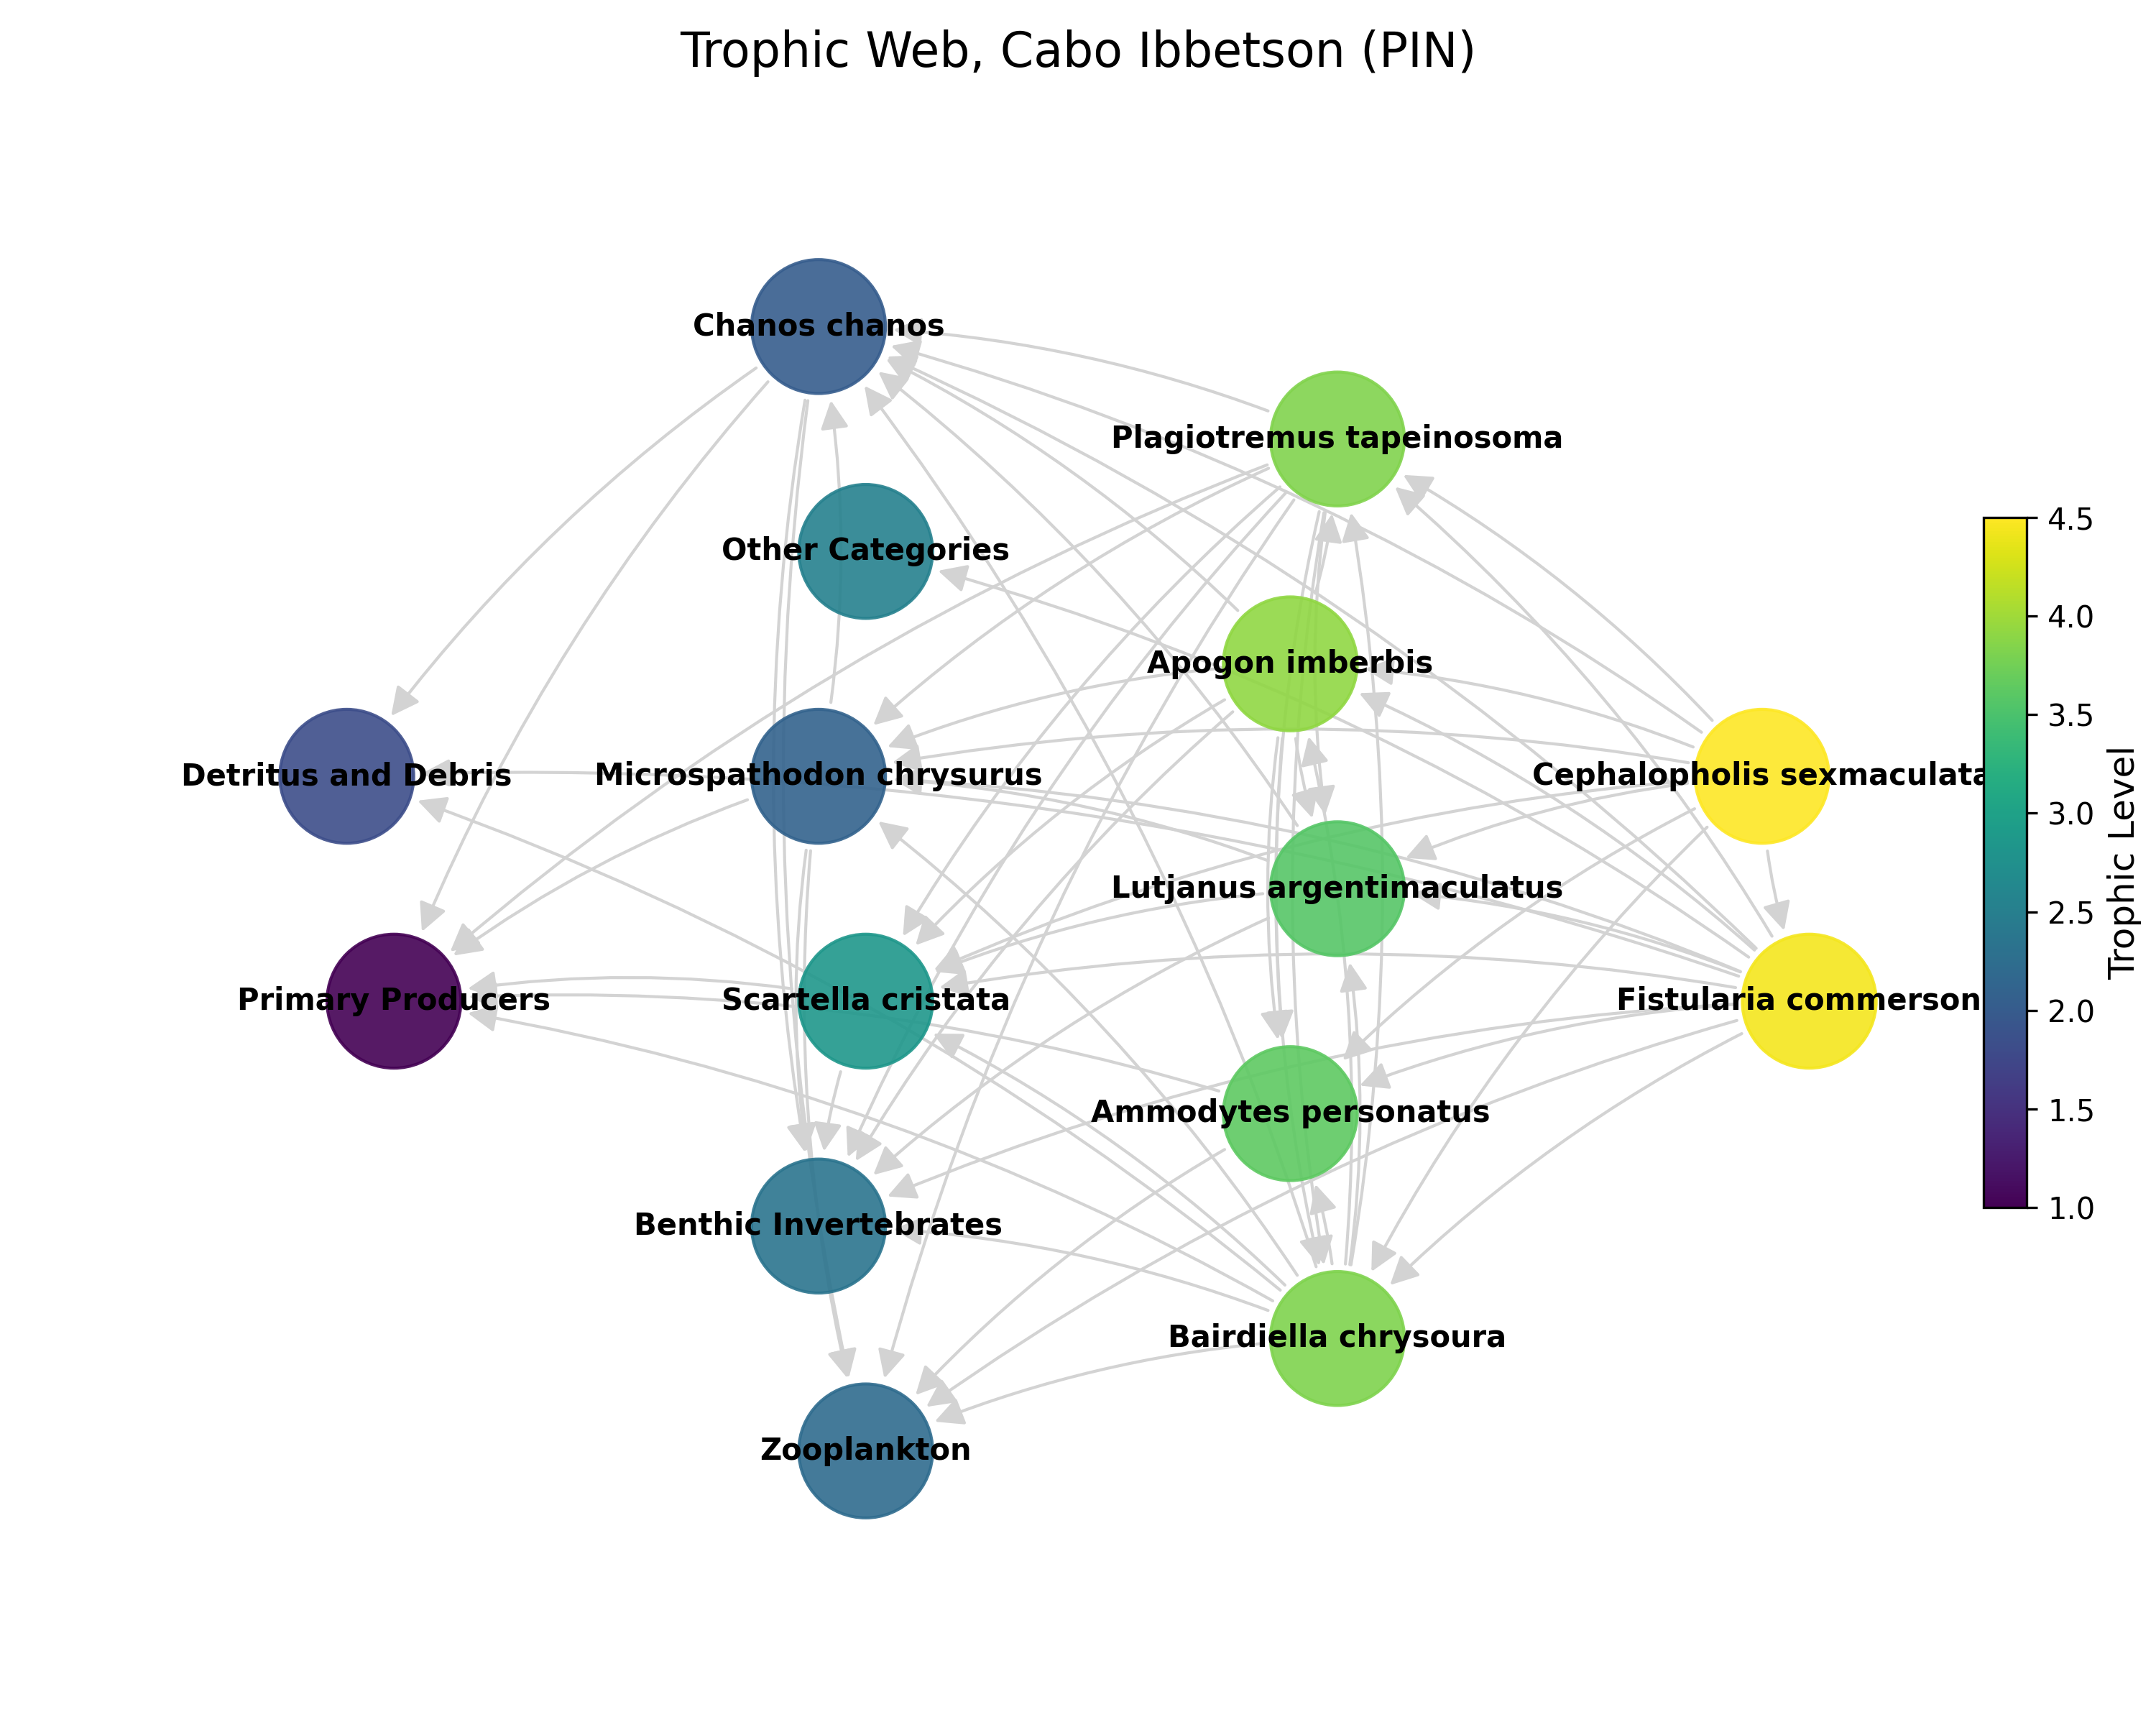 Trophic Web, Cabo Ibbetson (PIN)
Chanos chanos
Plagiotremus tapeinosoma
Other Categories
Apogon imberbis
Detritus and Debris
Microspathodon chrysurus
Cephalopholis sexmaculata
Lutjanus argentimaculatus
Primary Producers
Scartella cristata
Fistularia commerson
Ammodytes personatus
Benthic Invertebrates
Bairdiella chrysoura
Zooplankton
4.5
4.0
3.5
3.0
2.5
2.0
1.5
1.0
Trophic Level